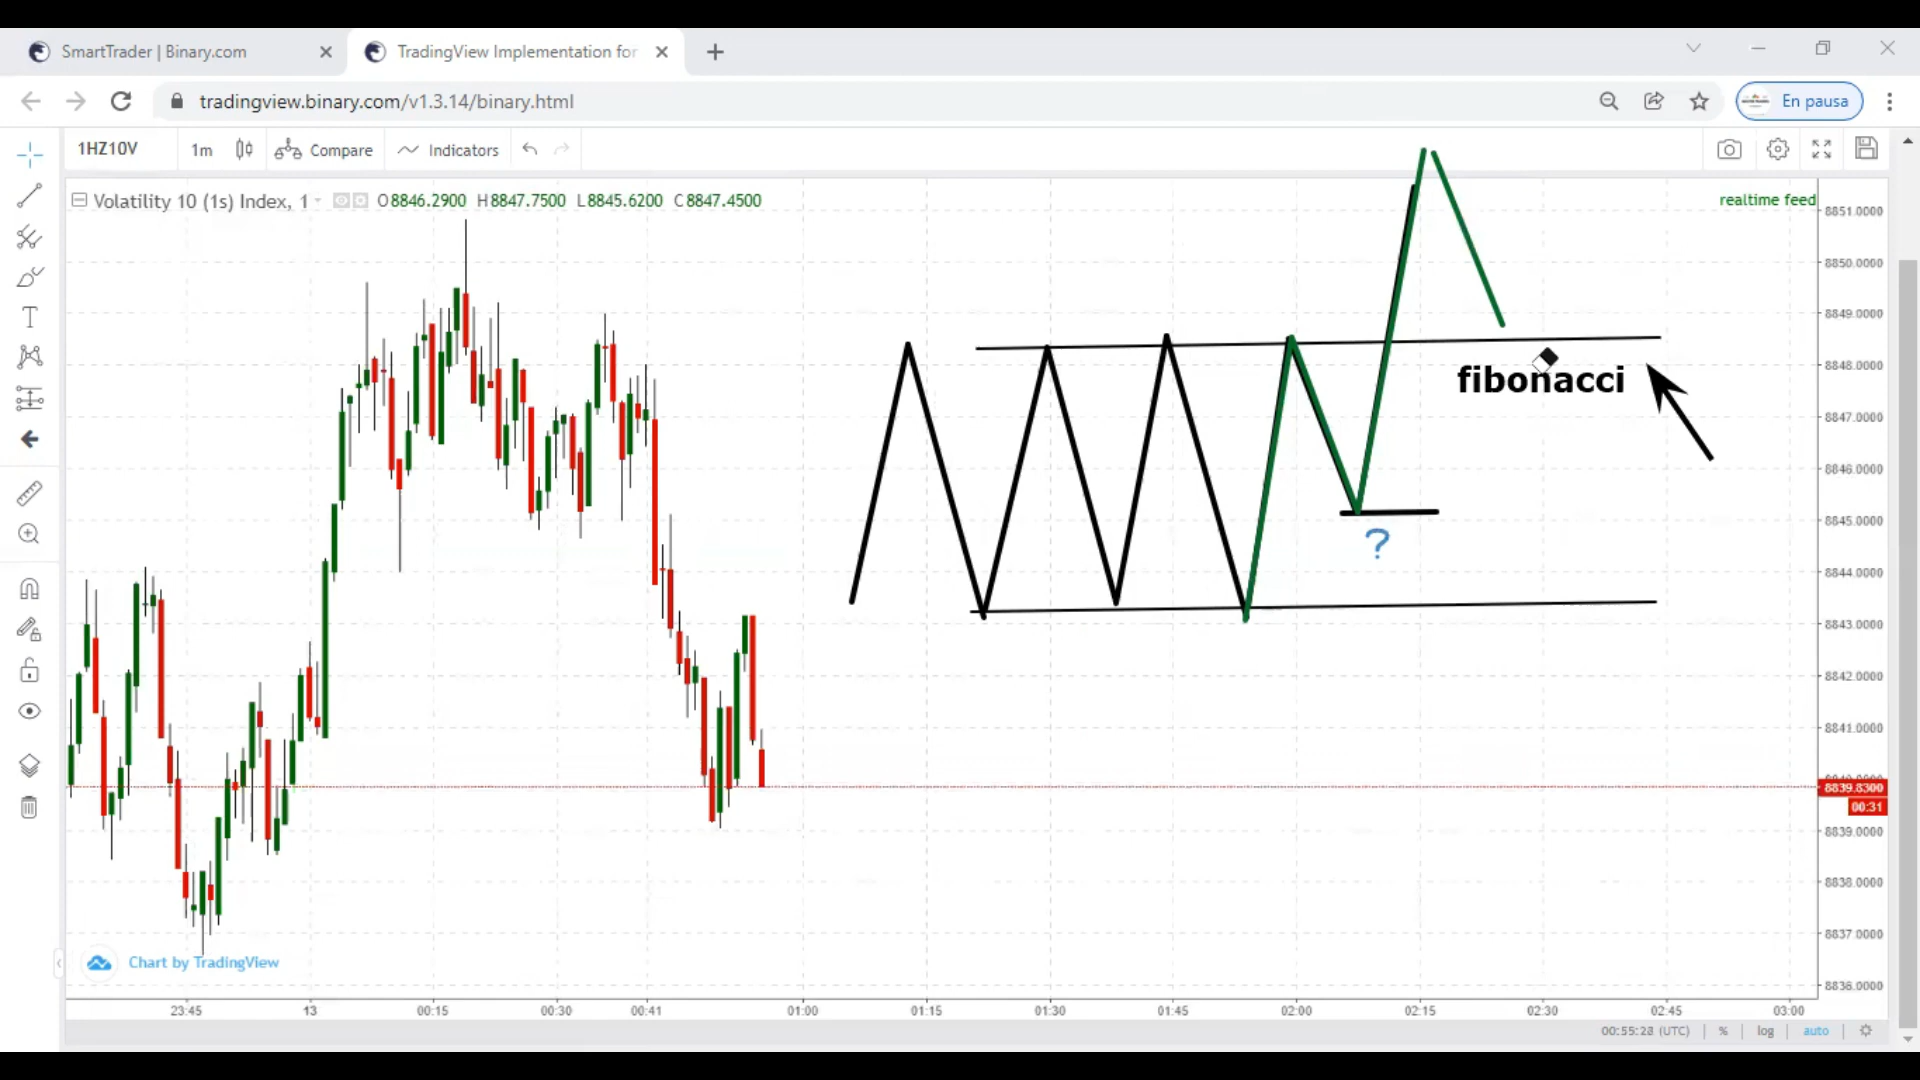 SmartTrader | Binary.com
TradingView Implementation for
tradingview.binary.com/v1.3.14/binary.html
En pausa
1HZ10V
1m
Compare
Indicators
Volatility 10 (1s) Index, 1
O8846.2900 H8847.7500 L8845.6200 C8847.4500
realtime feed
8851.0000
8850.0000
8849.0000
8848.0000
fibonacci
8847.0000
8846.0000
8845.0000
?
8844.0000
8843.0000
8842.0000
8841.0000
8839.8300
00:31
8839.0000
8838.0000
8837.0000
Chart by TradingView
8836.0000
23:45 13 00:15 00:30 00:41 01:00 01:15 01:30 01:45 02:00 02:15 02:30 02:45 03:00
00:55:28 (UTC) % log auto